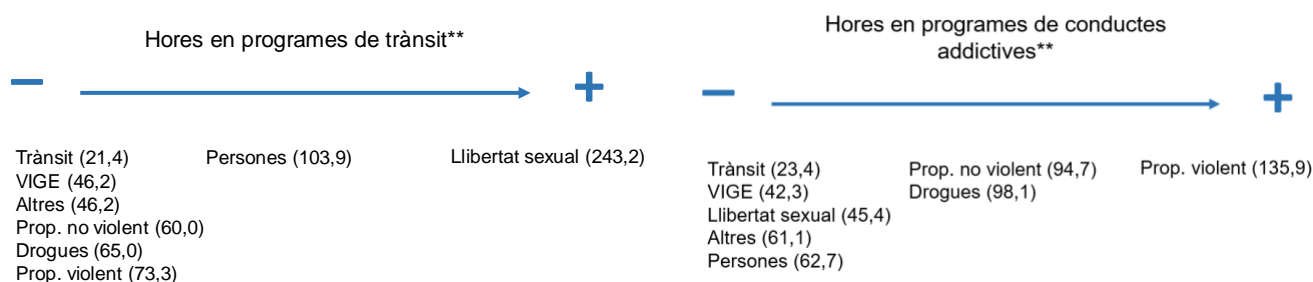 Hores en programes de trànsit**
− +
Trànsit (21,4)
VIGE (46,2)
Altres (46,2)
Prop. no violent (60,0)
Drogues (65,0)
Prop. violent (73,3)
Persones (103,9)
Llibertat sexual (243,2)
Hores en programes de conductes
addictives**
− +
Trànsit (23,4)
VIGE (42,3)
Llibertat sexual (45,4)
Altres (61,1)
Persones (62,7)
Prop. no violent (94,7)
Drogues (98,1)
Prop. violent (135,9)